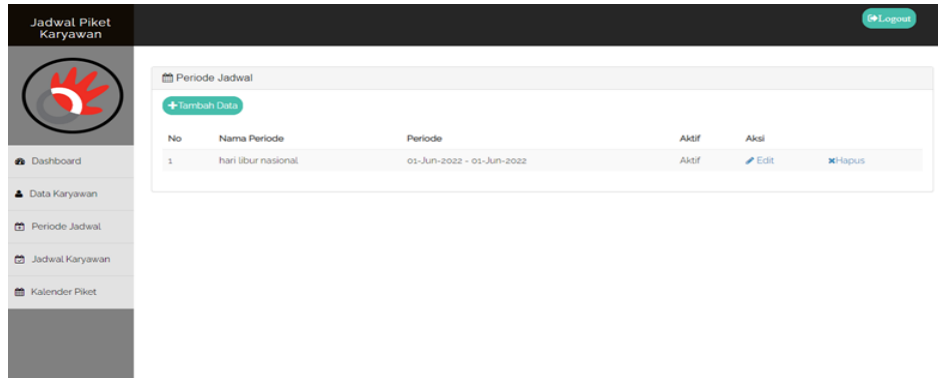 Jadwal Piket
Karyawan
Logout
Periode Jadwal
Tambah Data
No Nama Periode Periode Aktif Aksi
1 hari libur nasional 01-Jun-2022 - 01-Jun-2022 Aktif Edit Hapus
Dashboard
Data Karyawan
Periode Jadwal
Jadwal Karyawan
Kalender Piket